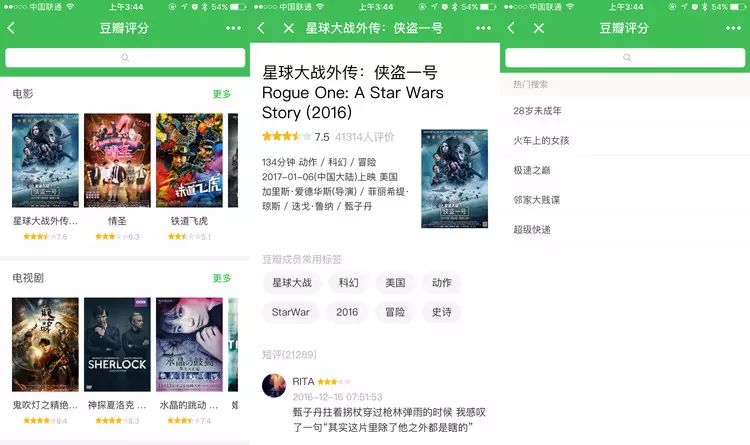 中国联通 上午3:44 54%
豆瓣评分
电影 更多
星球大战外传... 情圣 铁道飞虎
7.5 6.3 5.1
电视剧 更多
SHERLOCK
鬼吹灯之精绝... 神探夏洛克 ... 水晶的跳动 ...
8.4 8.3 7.4
中国联通 上午3:44 54%
星球大战外传：侠盗一号
星球大战外传：侠盗一号
Rogue One: A Star Wars
Story (2016)
7.5 41314人评价
134分钟 动作 / 科幻 / 冒险
2017-01-06(中国大陆)上映 美国
加里斯·爱德华斯(导演) / 菲丽希缇·
琼斯 / 迭戈·鲁纳 / 甄子丹
豆瓣成员常用标签
星球大战 科幻 美国 动作
StarWar 2016 冒险 史诗
短评(21289)
RITA
2016-12-16 07:51:53
甄子丹拄着拐杖穿过枪林弹雨的时候 我感叹
了一句“其实这片里除了他之外都是瞎的”
中国联通 上午3:44 54%
豆瓣评分
热门搜索
28岁未成年
火车上的女孩
极速之巅
邻家大贱谍
超级快递